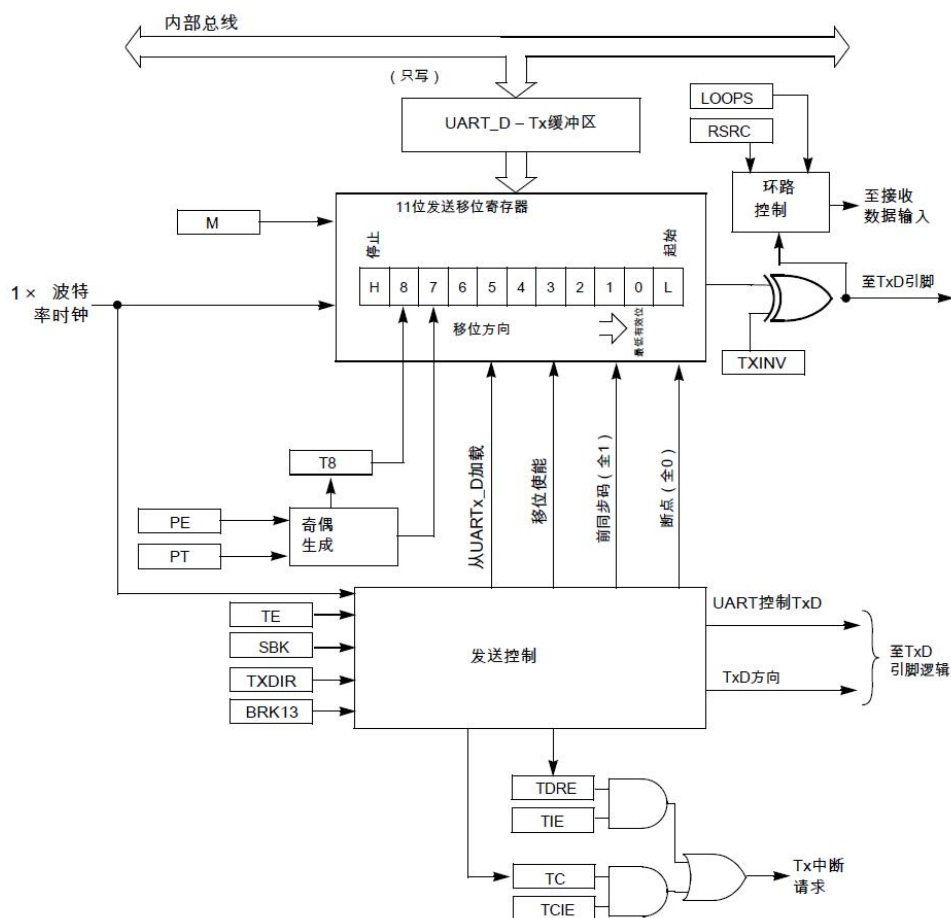 内部总线
(只写)
UART_D – Tx缓冲区
LOOPS
RSRC
环路
控制
至接收
数据输入
11位发送移位寄存器
M
停止
起始
H 8 7 6 5 4 3 2 1 0 L
1 × 波特
率时钟
移位方向
最低有效位
至TxD引脚
TXINV
T8
从UARTx_D加载
移位使能
前同步码(全1)
断点(全0)
PE
PT
奇偶
生成
TE
SBK
TXDIR
BRK13
发送控制
UART控制TxD
TxD方向
至TxD
引脚逻辑
TDRE
TIE
TC
TCIE
Tx中断
请求